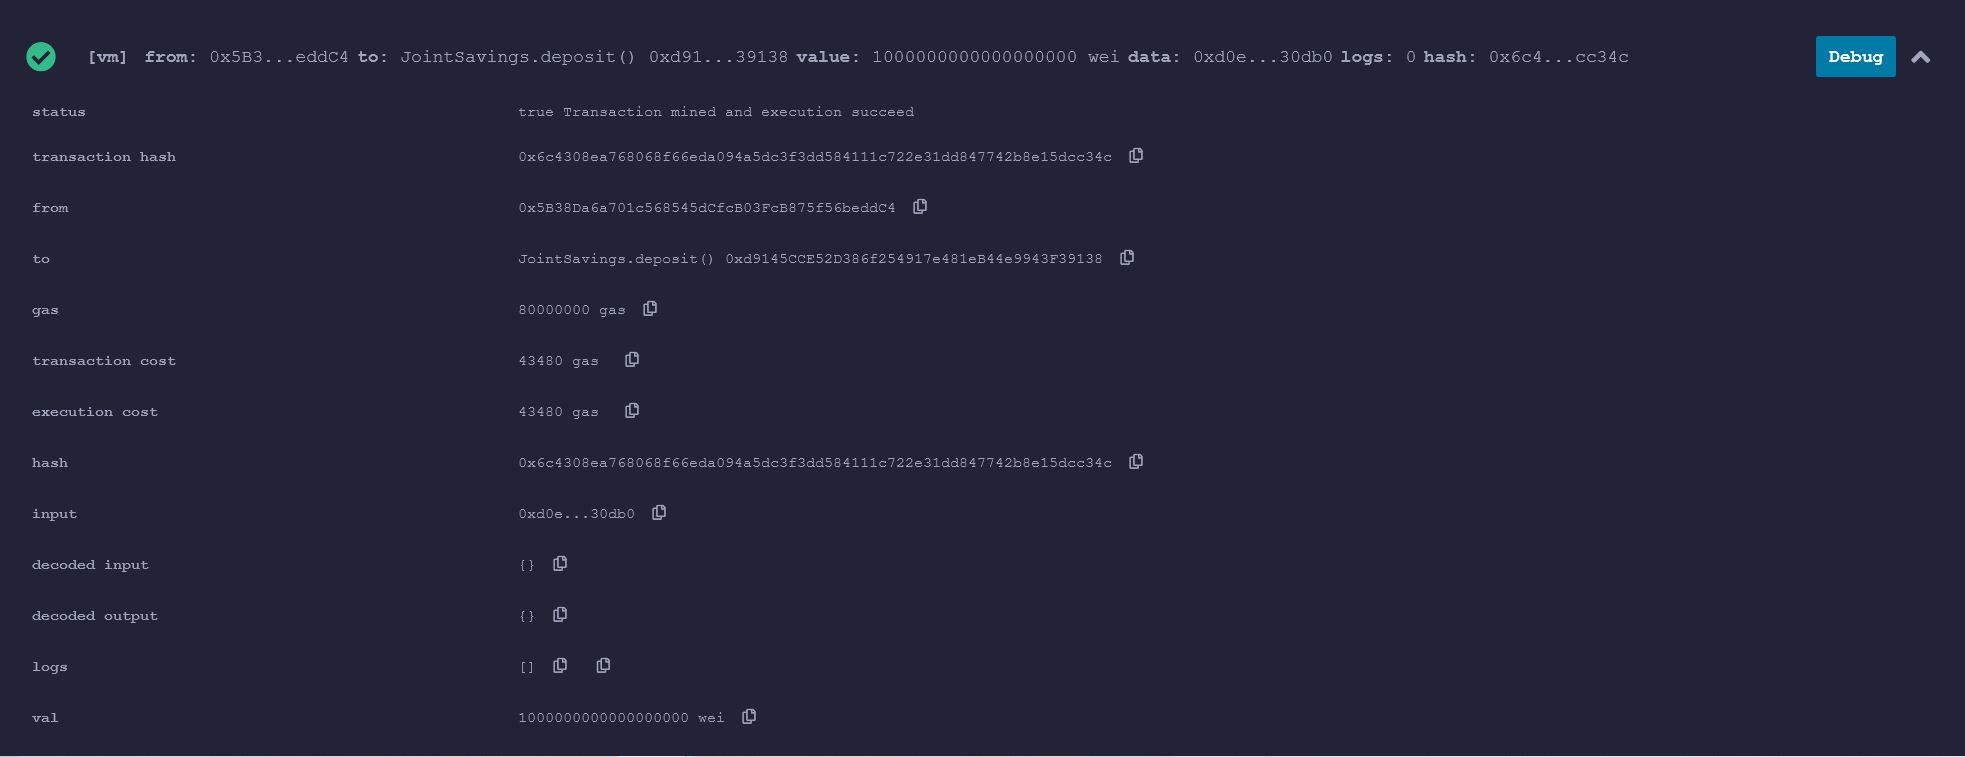 [vm] from: 0x5B3...eddC4 to: JointSavings.deposit() 0xd91...39138 value: 1000000000000000000 wei data: 0xd0e...30db0 logs: 0 hash: 0x6c4...cc34c Debug
status true Transaction mined and execution succeed
transaction hash 0x6c4308ea768068f66eda094a5dc3f3dd584111c722e31dd847742b8e15dcc34c
from 0x5B38Da6a701c568545dCfcB03FcB875f56beddC4
to JointSavings.deposit() 0xd9145CCE52D386f254917e481eB44e9943F39138
gas 80000000 gas
transaction cost 43480 gas
execution cost 43480 gas
hash 0x6c4308ea768068f66eda094a5dc3f3dd584111c722e31dd847742b8e15dcc34c
input 0xd0e...30db0
decoded input {}
decoded output {}
logs []
val 1000000000000000000 wei